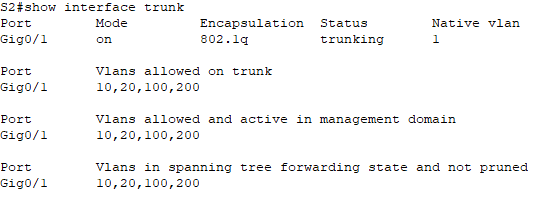 S2#show interface trunk
Port        Mode         Encapsulation  Status        Native vlan
Gig0/1      on           802.1q         trunking      1
Port        Vlans allowed on trunk
Gig0/1      10,20,100,200
Port        Vlans allowed and active in management domain
Gig0/1      10,20,100,200
Port        Vlans in spanning tree forwarding state and not pruned
Gig0/1      10,20,100,200